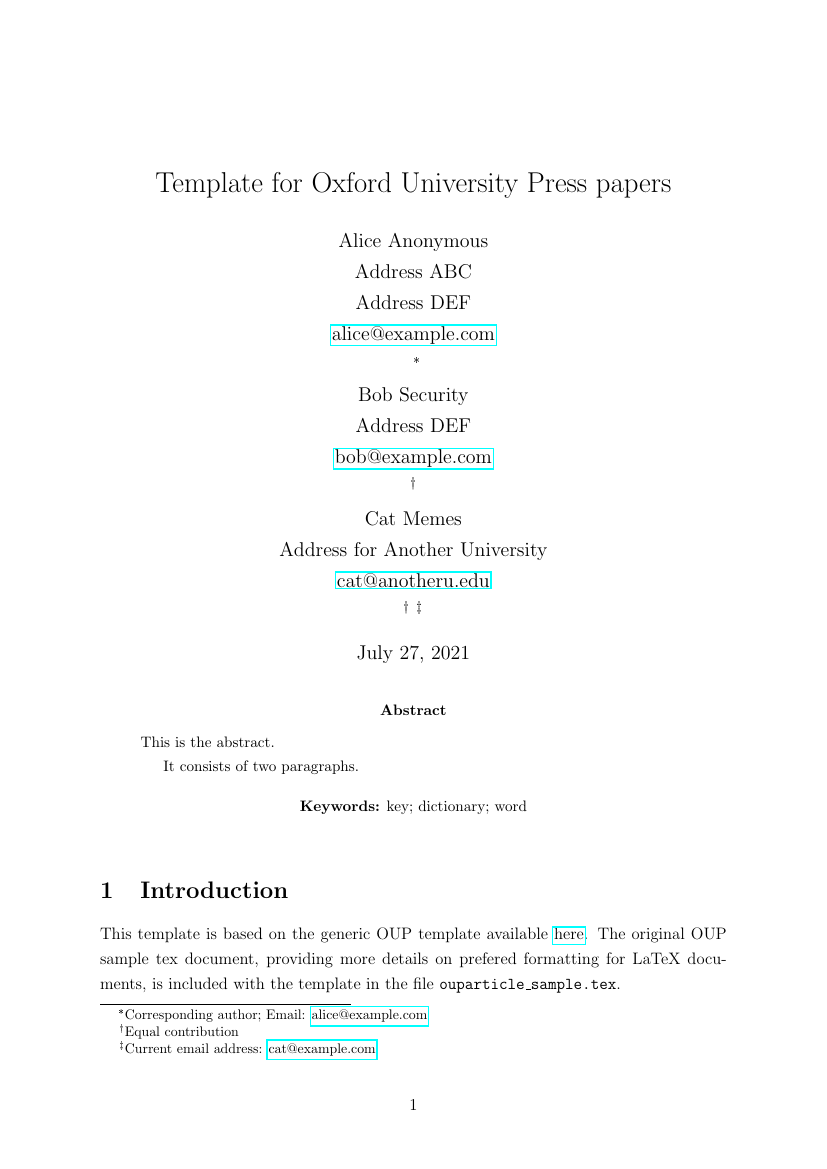 Template for Oxford University Press papers
Alice Anonymous
Address ABC
Address DEF
alice@example.com
*
Bob Security
Address DEF
bob@example.com
†
Cat Memes
Address for Another University
cat@anotheru.edu
† ‡
July 27, 2021
Abstract
This is the abstract.
It consists of two paragraphs.
Keywords: key; dictionary; word
1 Introduction
This template is based on the generic OUP template available here. The original OUP
sample tex document, providing more details on prefered formatting for LaTeX docu-
ments, is included with the template in the file ouparticle_sample.tex.
*Corresponding author; Email: alice@example.com
†Equal contribution
‡Current email address: cat@example.com
1